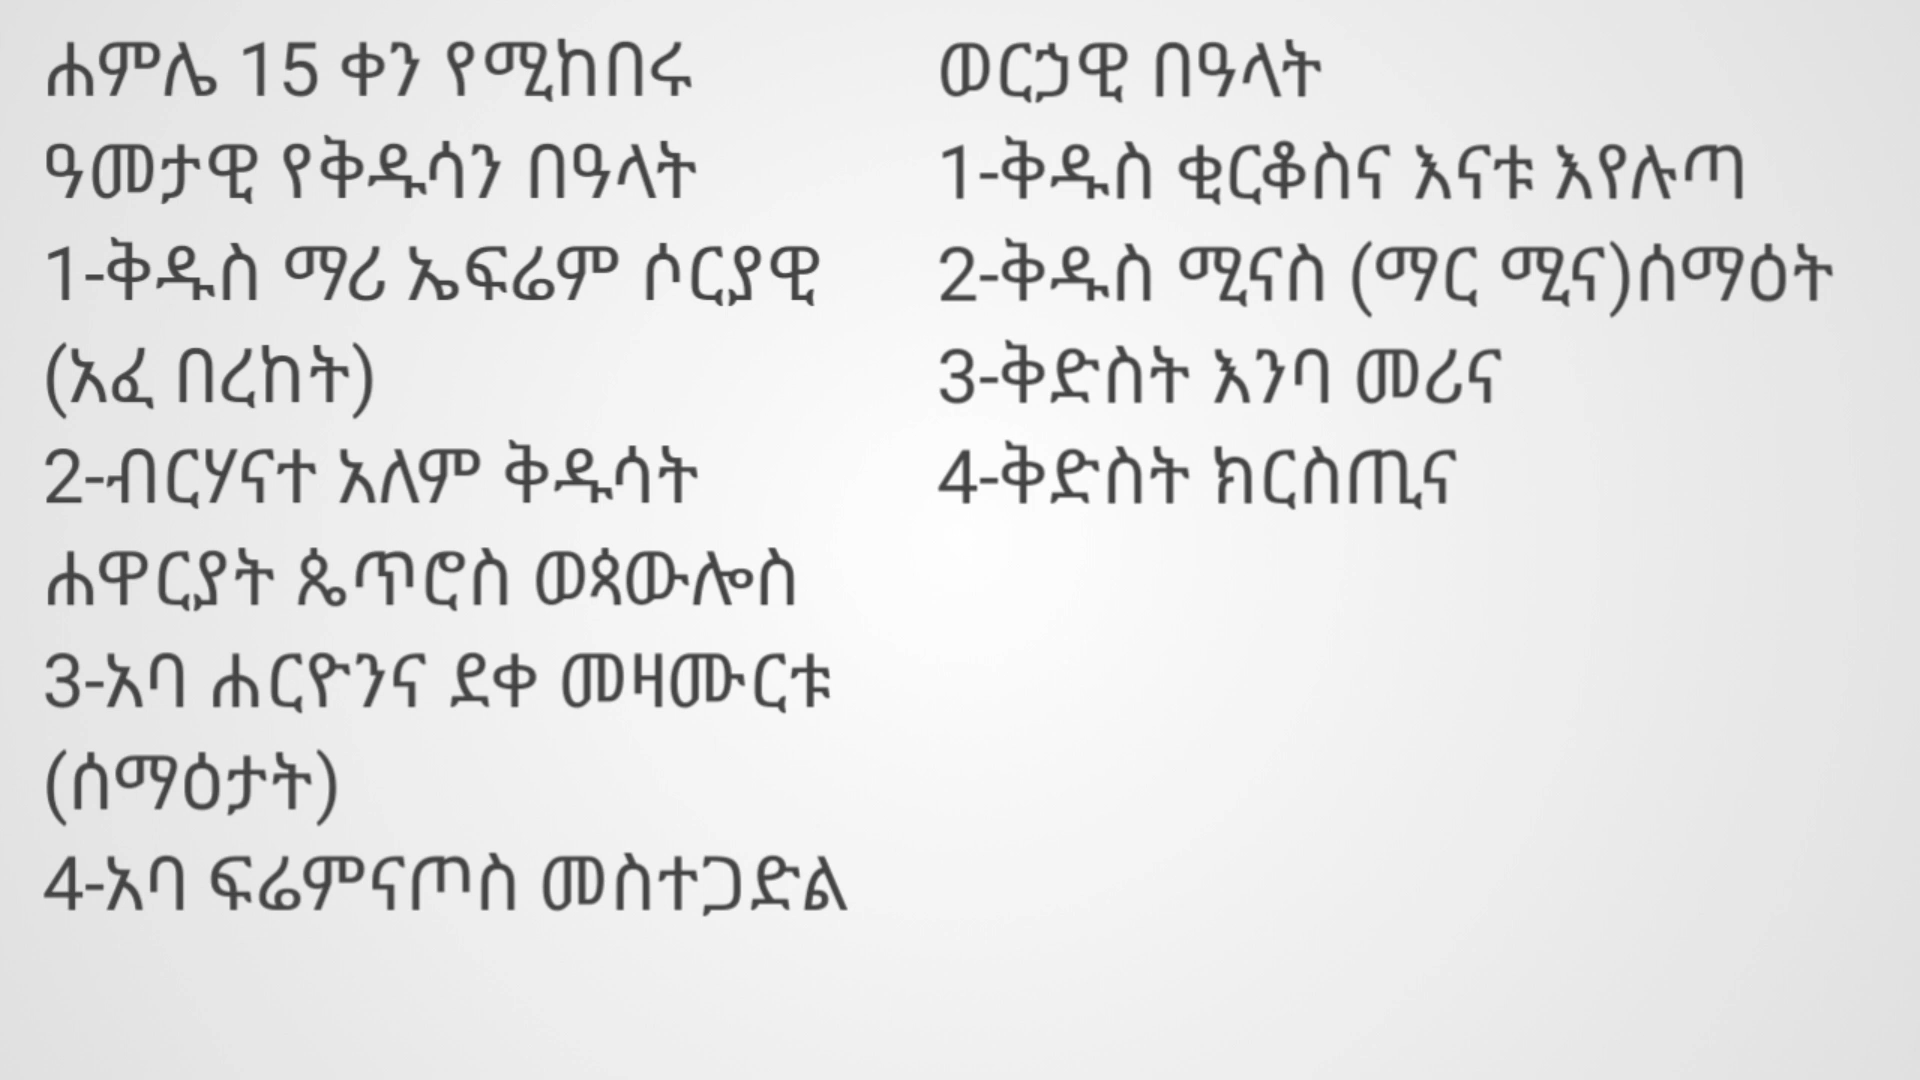 ሐምሌ 15 ቀን የሚከበሩ
ዓመታዊ የቅዱሳን በዓላት
1-ቅዱስ ማሪ ኤፍሬም ሶርያዊ
(አፈ በረከት)
2-ብርሃናተ አለም ቅዱሳት
ሐዋርያት ጴጥሮስ ወጳውሎስ
3-አባ ሐርዮንና ደቀ መዛሙርቱ
(ሰማዕታት)
4-አባ ፍሬምናጦስ መስተጋድል
ወርኃዊ በዓላት
1-ቅዱስ ቂርቆስና እናቱ እየሉጣ
2-ቅዱስ ሚናስ (ማር ሚና)ሰማዕት
3-ቅድስት እንባ መሪና
4-ቅድስት ክርስጢና